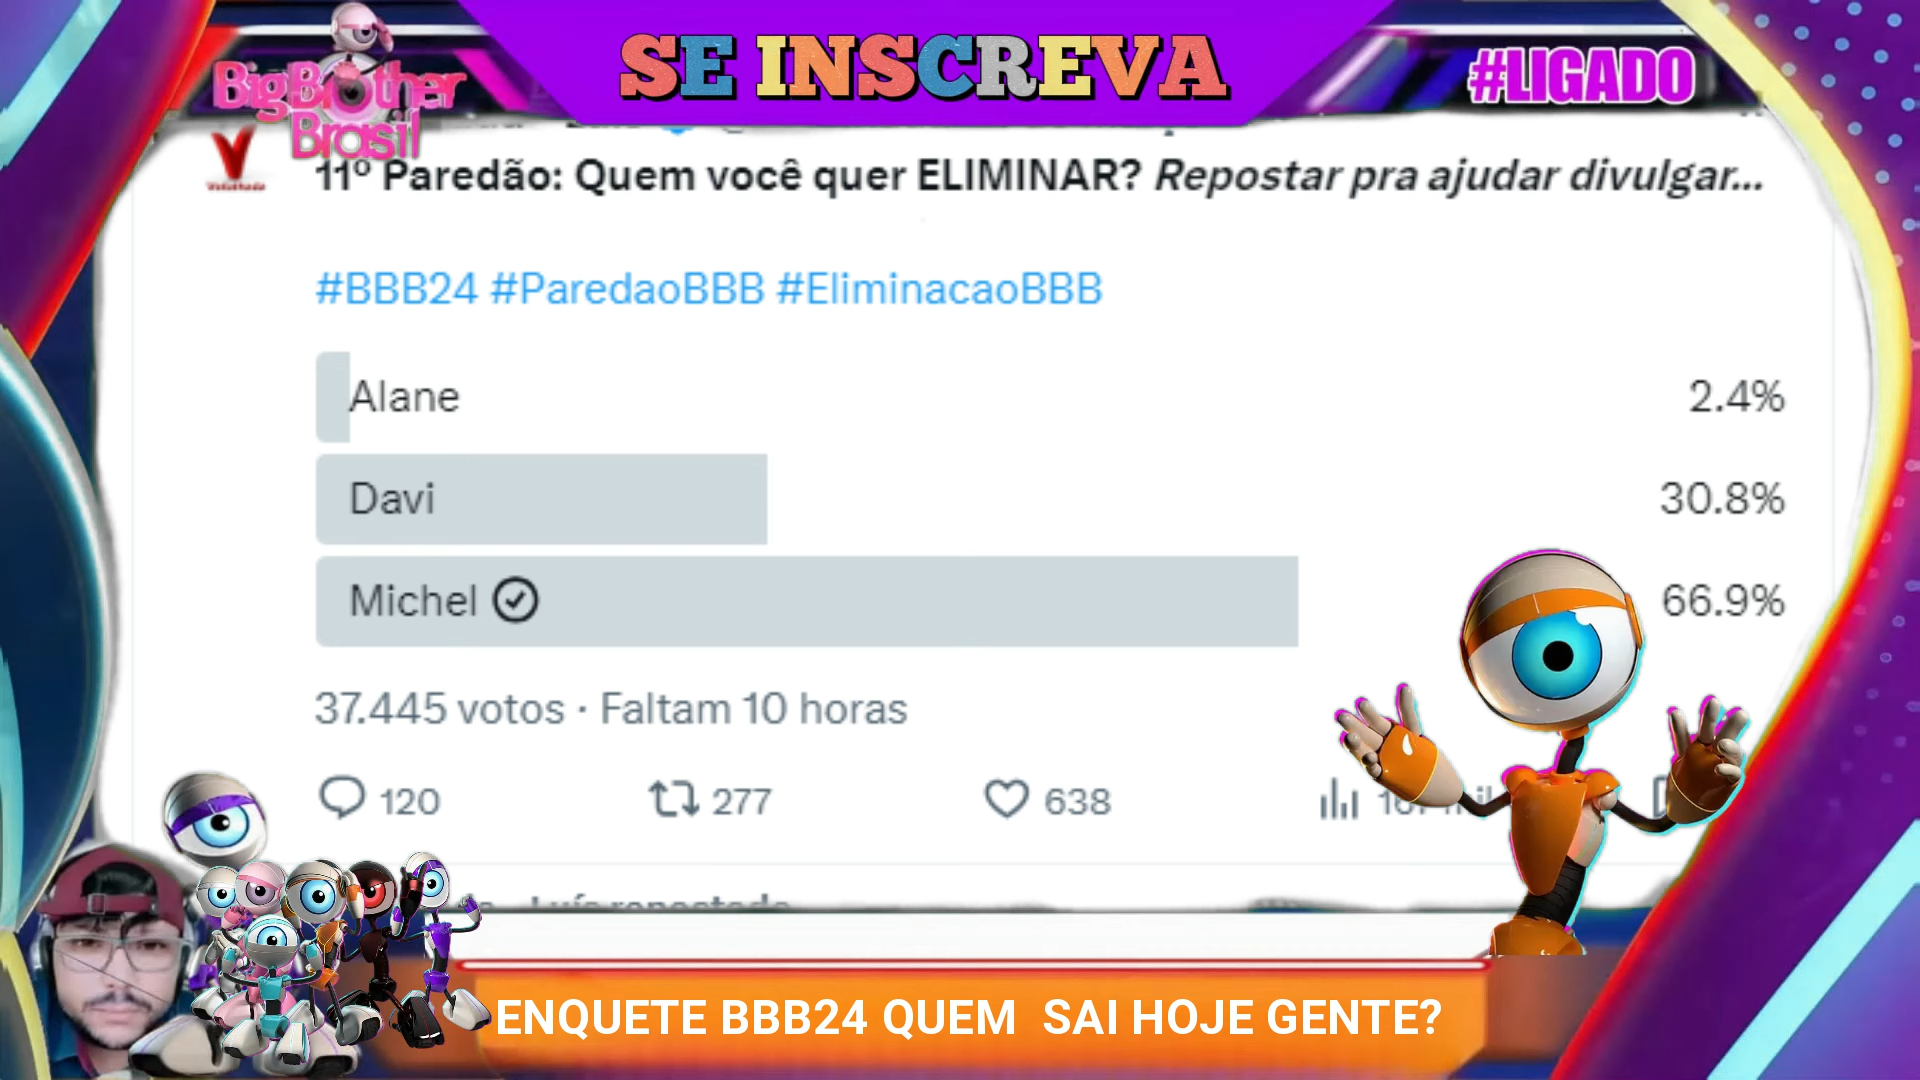 SE INSCREVA
#LIGADO
BigBrother
Brasil
11º Paredão: Quem você quer ELIMINAR? Repostar pra ajudar divulgar...
#BBB24 #ParedaoBBB #EliminacaoBBB
Alane 2.4%
Davi 30.8%
Michel 66.9%
37.445 votos · Faltam 10 horas
120 277 638
ENQUETE BBB24 QUEM SAI HOJE GENTE?